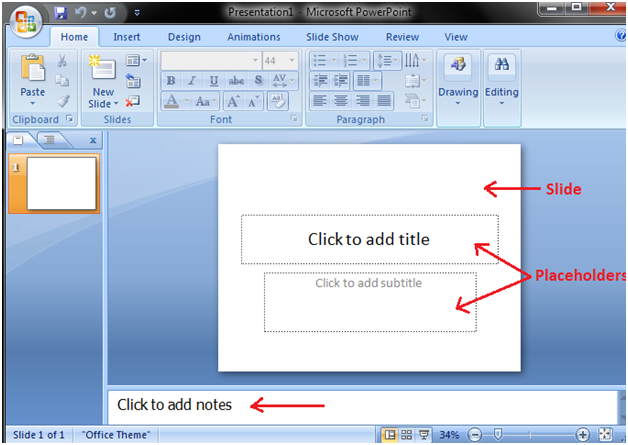 Presentation1 - Microsoft PowerPoint
Home Insert Design Animations Slide Show Review View
Paste
New
Slide
44
B I U abc S AV
A Aa A A
Drawing
Editing
Clipboard
Slides
Font
Paragraph
1
Slide
Click to add title
Placeholders
Click to add subtitle
Click to add notes
Slide 1 of 1 "Office Theme" 34%